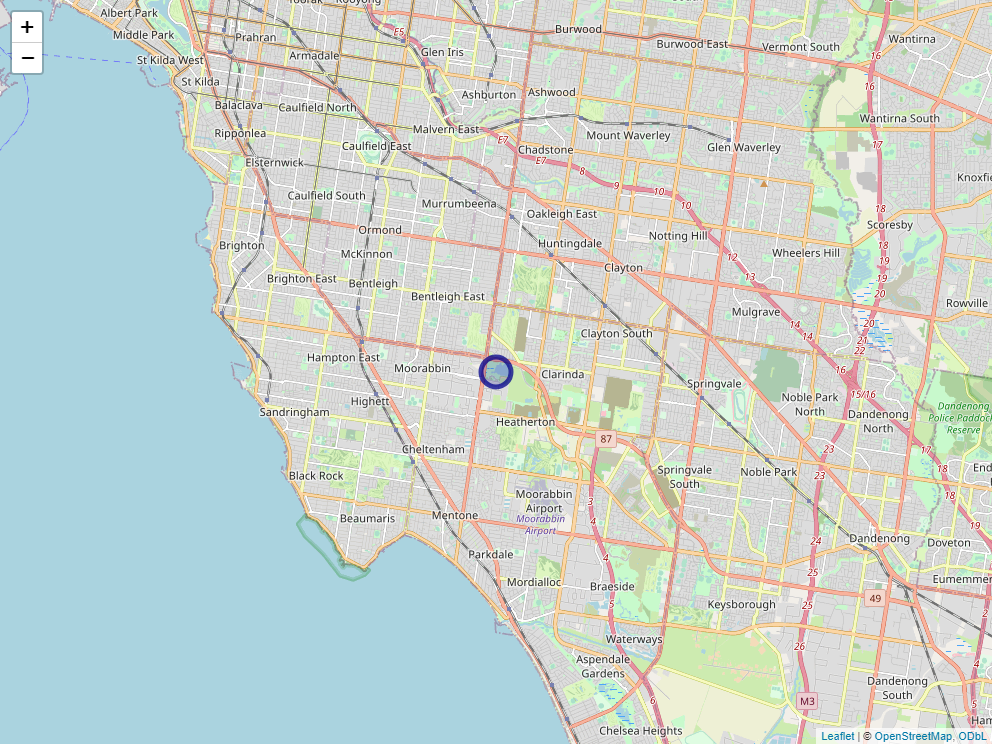 +
−
Albert Park
Middle Park
Prahran
Armadale
E5
Glen Iris
Burwood
Burwood East
Vermont South
Wantirna
St Kilda West
St Kilda
Ashburton
Ashwood
16
16
Balaclava
Caulfield North
Wantirna South
Ripponlea
Malvern East
Mount Waverley
17
E7
Caulfield East
Chadstone
Glen Waverley
Elsternwick
E7
8
9
10
Caulfield South
Murrumbeena
10
18
Oakleigh East
Scoresby
Ormond
Huntingdale
Notting Hill
Brighton
McKinnon
Wheelers Hill
18
12
19
Clayton
13
19
Brighton East
Bentleigh
20
Bentleigh East
Rowville
Mulgrave
14
20
Clayton South
14
21
22
Hampton East
Moorabbin
Clarinda
16
Springvale
15/16
Highett
Noble Park
North
Sandringham
Dandenong
North
Dandenong
Police Paddocks
Reserve
Heatherton
87
Cheltenham
23
17
Black Rock
Springvale
South
Noble Park
23
18
Moorabbin
Airport
3
19
Beaumaris
Mentone
Moorabbin
Airport
4
24
Dandenong
Doveton
Parkdale
4
25
Mordialloc
Braeside
49
5
Keysborough
25
2
Waterways
26
Aspendale
Gardens
4
Dandenong
South
6
M3
Chelsea Heights
Leaflet | © OpenStreetMap, ODbL